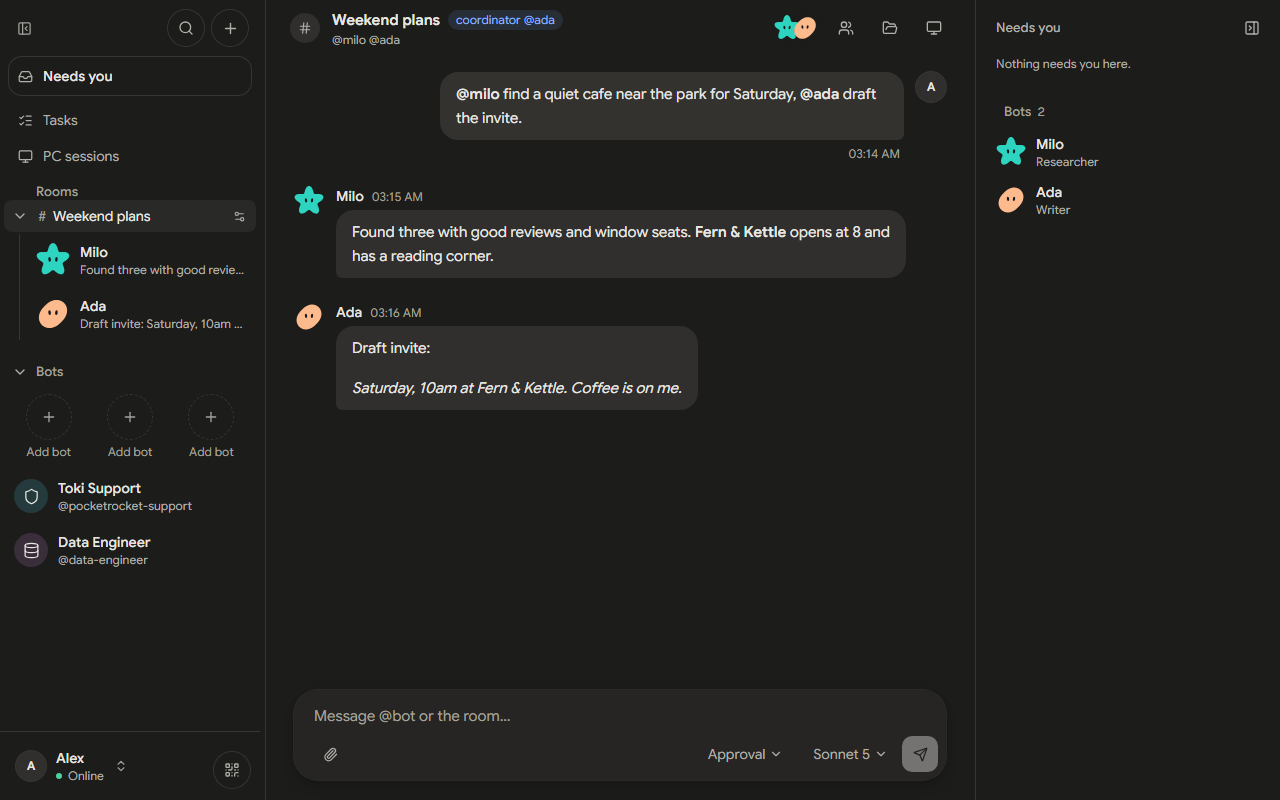 Needs you
Tasks
PC sessions
Rooms
# Weekend plans
Milo
Found three with good revie...
Ada
Draft invite: Saturday, 10am ...
Bots
Add bot
Add bot
Add bot
Toki Support
@pocketrocket-support
Data Engineer
@data-engineer
A
Alex
Online
#
Weekend plans
coordinator @ada
@milo @ada
@milo find a quiet cafe near the park for Saturday, @ada draft
the invite.
A
03:14 AM
Milo 03:15 AM
Found three with good reviews and window seats. Fern & Kettle opens at 8 and
has a reading corner.
Ada 03:16 AM
Draft invite:
Saturday, 10am at Fern & Kettle. Coffee is on me.
Message @bot or the room...
Approval
Sonnet 5
Needs you
Nothing needs you here.
Bots 2
Milo
Researcher
Ada
Writer